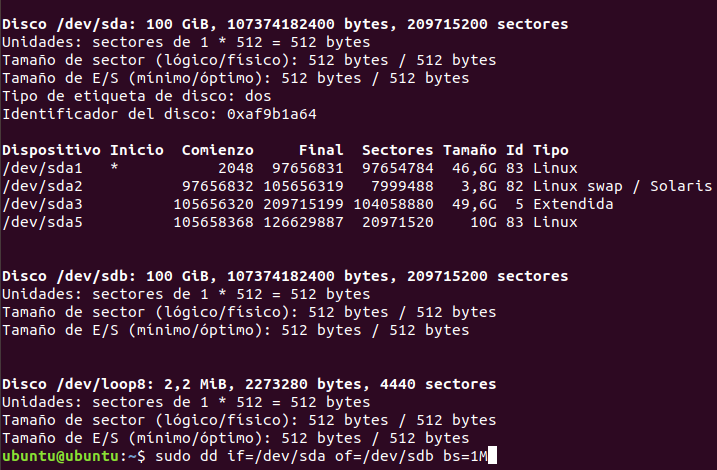 Disco /dev/sda: 100 GiB, 107374182400 bytes, 209715200 sectores
Unidades: sectores de 1 * 512 = 512 bytes
Tamaño de sector (lógico/físico): 512 bytes / 512 bytes
Tamaño de E/S (mínimo/óptimo): 512 bytes / 512 bytes
Tipo de etiqueta de disco: dos
Identificador del disco: 0xaf9b1a64
Dispositivo Inicio  Comienzo     Final  Sectores Tamaño Id Tipo
/dev/sda1   *           2048  97656831  97654784  46,6G 83 Linux
/dev/sda2           97656832 105656319   7999488   3,8G 82 Linux swap / Solaris
/dev/sda3          105656320 209715199 104058880  49,6G  5 Extendida
/dev/sda5          105658368 126629887  20971520    10G 83 Linux
Disco /dev/sdb: 100 GiB, 107374182400 bytes, 209715200 sectores
Unidades: sectores de 1 * 512 = 512 bytes
Tamaño de sector (lógico/físico): 512 bytes / 512 bytes
Tamaño de E/S (mínimo/óptimo): 512 bytes / 512 bytes
Disco /dev/loop8: 2,2 MiB, 2273280 bytes, 4440 sectores
Unidades: sectores de 1 * 512 = 512 bytes
Tamaño de sector (lógico/físico): 512 bytes / 512 bytes
Tamaño de E/S (mínimo/óptimo): 512 bytes / 512 bytes
ubuntu@ubuntu:~$ sudo dd if=/dev/sda of=/dev/sdb bs=1M